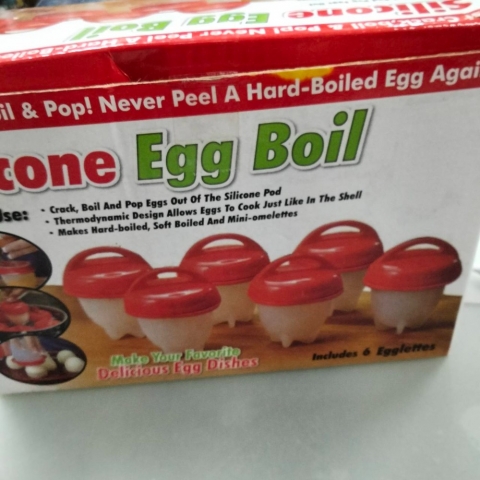 Silicone Egg Boil
il & Pop! Never Peel A Hard-Boiled Egg Agai
cone Egg Boil
Use:
• Crack, Boil And Pop Eggs Out Of The Silicone Pod
• Thermodynamic Design Allows Eggs To Cook Just Like In The Shell
• Makes Hard-boiled, Soft Boiled And Mini-omelettes
Make Your Favorite
Delicious Egg Dishes
Includes 6 Egglettes